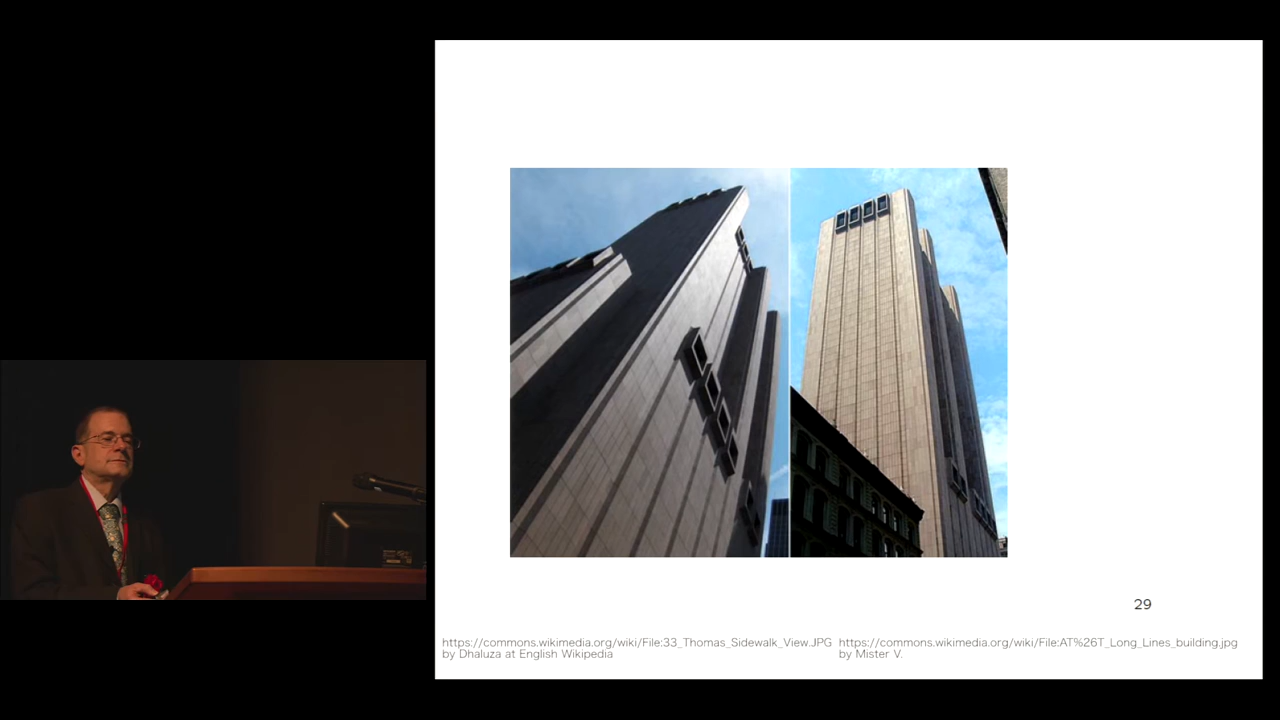 29
https://commons.wikimedia.org/wiki/File:33_Thomas_Sidewalk_View.JPG
by Dhaluza at English Wikipedia
https://commons.wikimedia.org/wiki/File:AT%26T_Long_Lines_building.jpg
by Mister V.